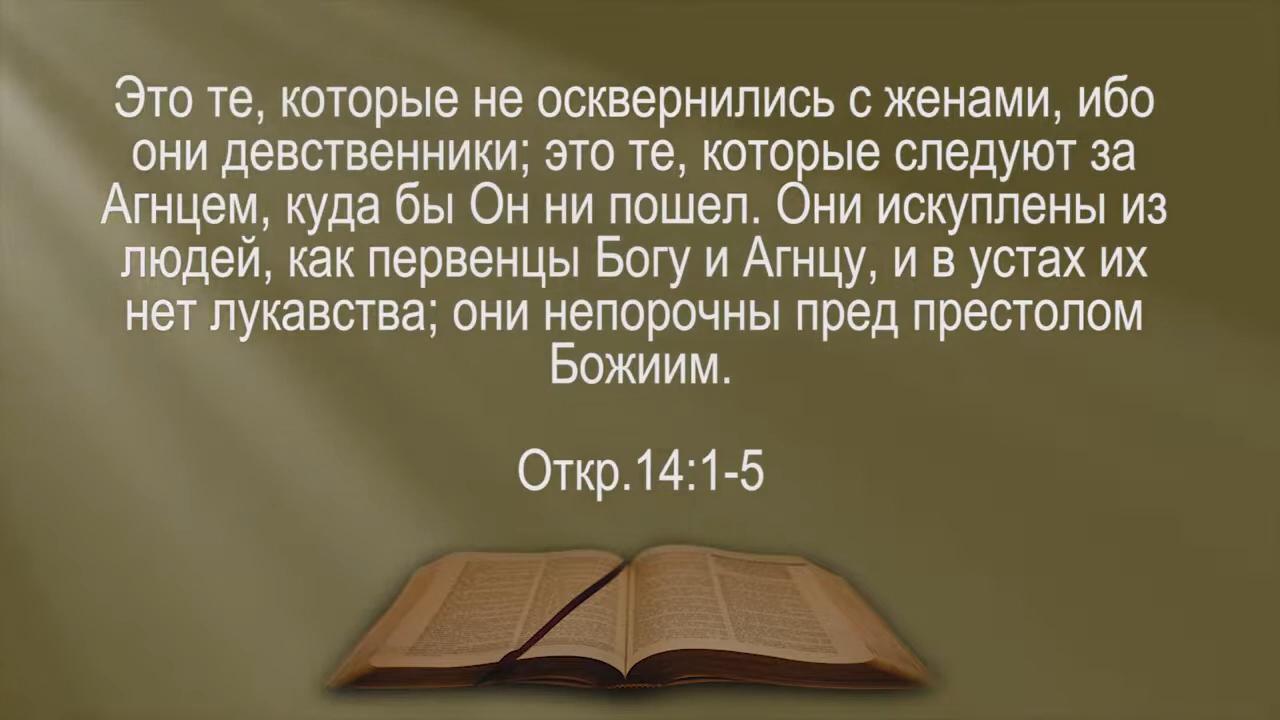 Это те, которые не осквернились с женами, ибо
они девственники; это те, которые следуют за
Агнцем, куда бы Он ни пошел. Они искуплены из
людей, как первенцы Богу и Агнцу, и в устах их
нет лукавства; они непорочны пред престолом
Божиим.
Откр.14:1-5